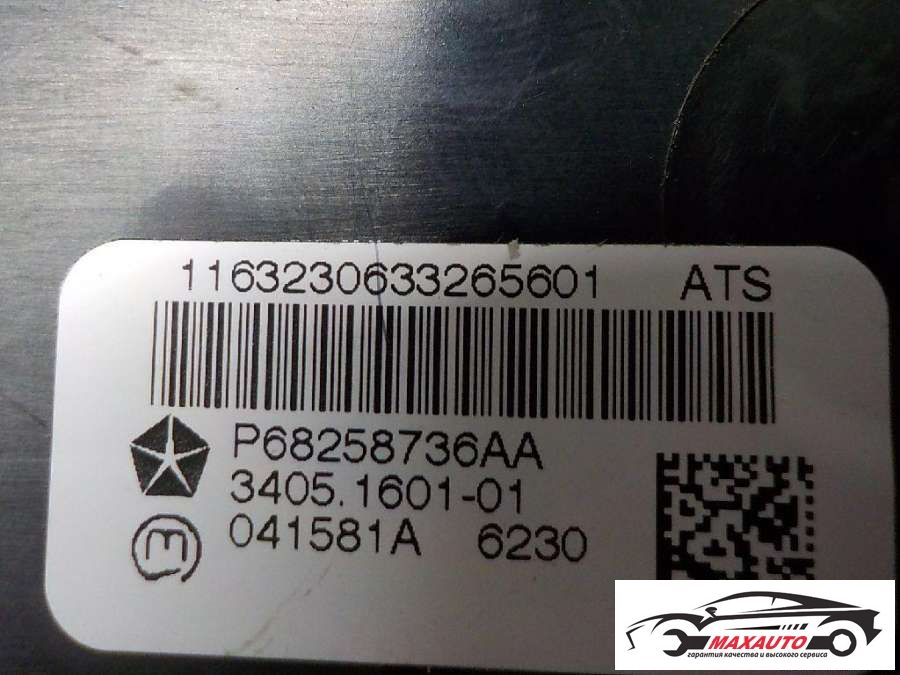 1163230633265601 ATS
P68258736AA
3405.1601-01
041581A 6230
MAXAUTO
гарантия качества и высокого сервиса